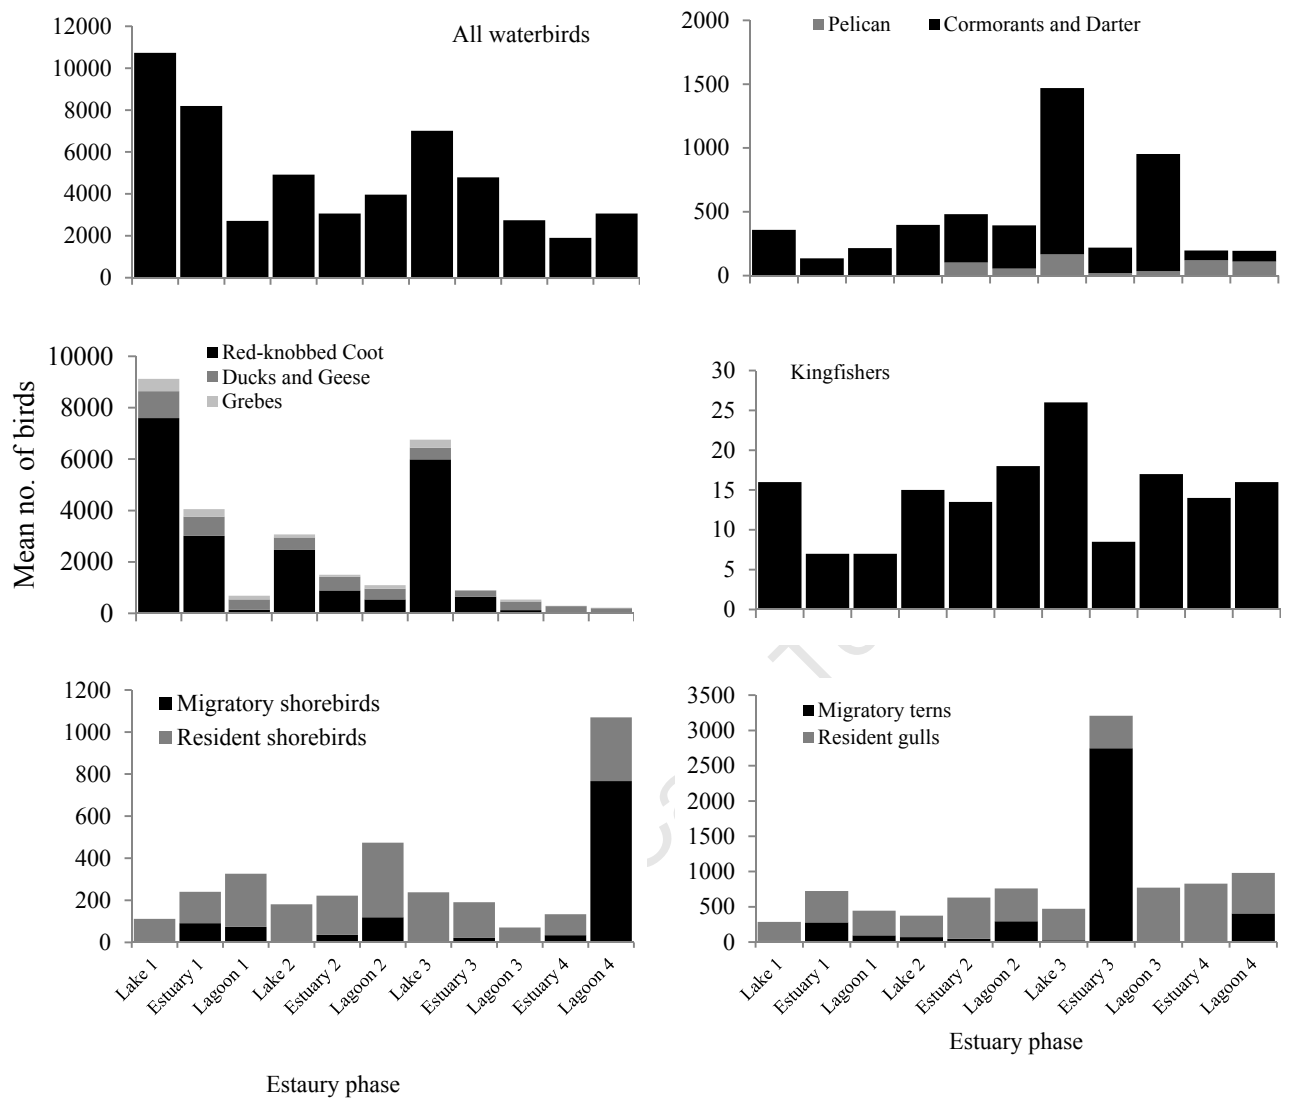 All waterbirds
12000
10000
8000
6000
4000
2000
0
Pelican
Cormorants and Darter
2000
1500
1000
500
0
Mean no. of birds
Red-knobbed Coot
Ducks and Geese
Grebes
10000
8000
6000
4000
2000
0
Kingfishers
30
25
20
15
10
5
0
Migratory shorebirds
Resident shorebirds
1200
1000
800
600
400
200
0
Lake 1
Estuary 1
Lagoon 1
Lake 2
Estuary 2
Lagoon 2
Lake 3
Estuary 3
Lagoon 3
Estuary 4
Lagoon 4
Estaury phase
Migratory terns
Resident gulls
3500
3000
2500
2000
1500
1000
500
0
Lake 1
Estuary 1
Lagoon 1
Lake 2
Estuary 2
Lagoon 2
Lake 3
Estuary 3
Lagoon 3
Estuary 4
Lagoon 4
Estuary phase